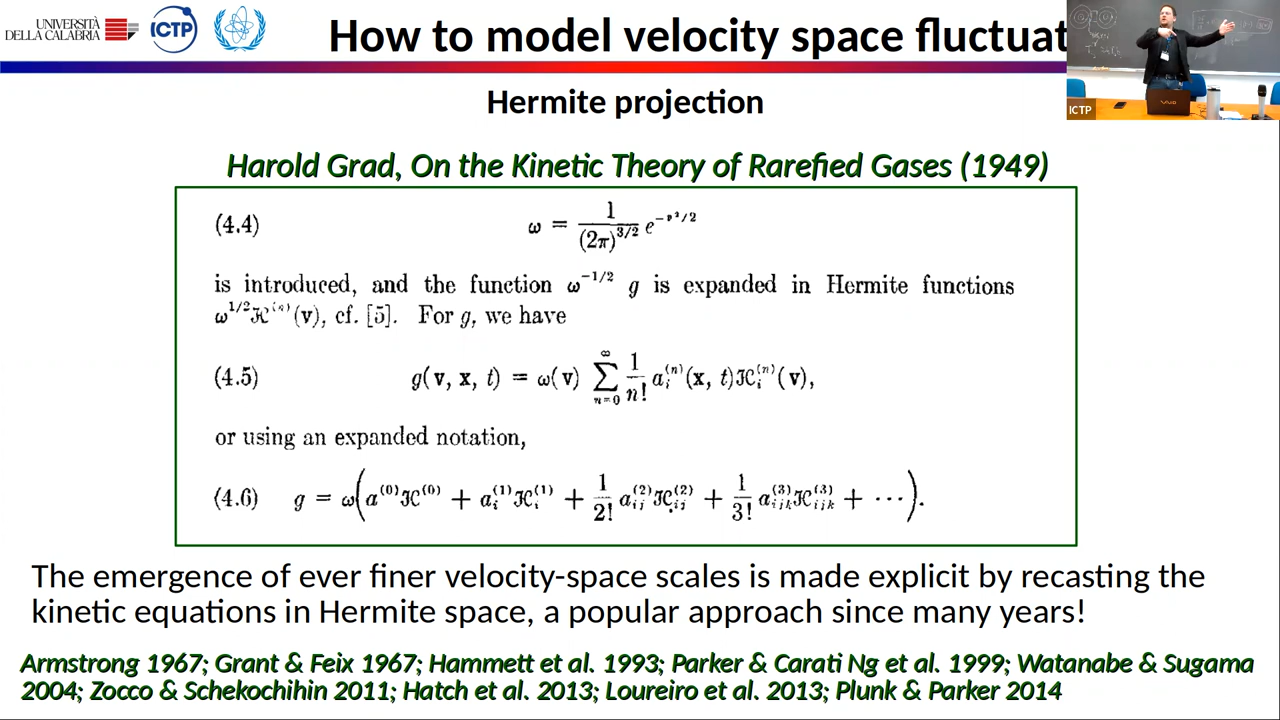 UNIVERSITÀ
DELLA CALABRIA
ICTP
How to model velocity space fluctuat
ICTP
Hermite projection
Harold Grad, On the Kinetic Theory of Rarefied Gases (1949)
(4.4) ω = 1/(2π)^{3/2} e^{-v²/2}
is introduced, and the function ω^{-1/2} g is expanded in Hermite functions
ω^{1/2}ℋ^{(n)}(v), cf. [5]. For g, we have
(4.5) g(v, x, t) = ω(v) ∑_{n=0}^{∞} 1/n! a_i^{(n)}(x, t)ℋ_i^{(n)}(v),
or using an expanded notation,
(4.6) g = ω(a^{(0)}ℋ^{(0)} + a_i^{(1)}ℋ_i^{(1)} + 1/2! a_{ij}^{(2)}ℋ_{ij}^{(2)} + 1/3! a_{ijk}^{(3)}ℋ_{ijk}^{(3)} + ⋯).
The emergence of ever finer velocity-space scales is made explicit by recasting the
kinetic equations in Hermite space, a popular approach since many years!
Armstrong 1967; Grant & Feix 1967; Hammett et al. 1993; Parker & Carati Ng et al. 1999; Watanabe & Sugama
2004; Zocco & Schekochihin 2011; Hatch et al. 2013; Loureiro et al. 2013; Plunk & Parker 2014